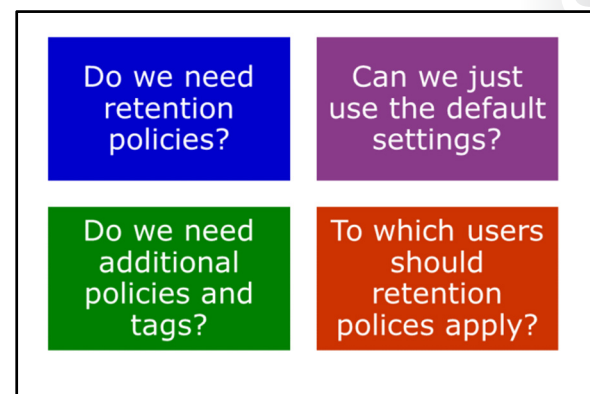 Do we need
retention
policies?
Can we just
use the default
settings?
Do we need
additional
policies and
tags?
To which users
should
retention
polices apply?